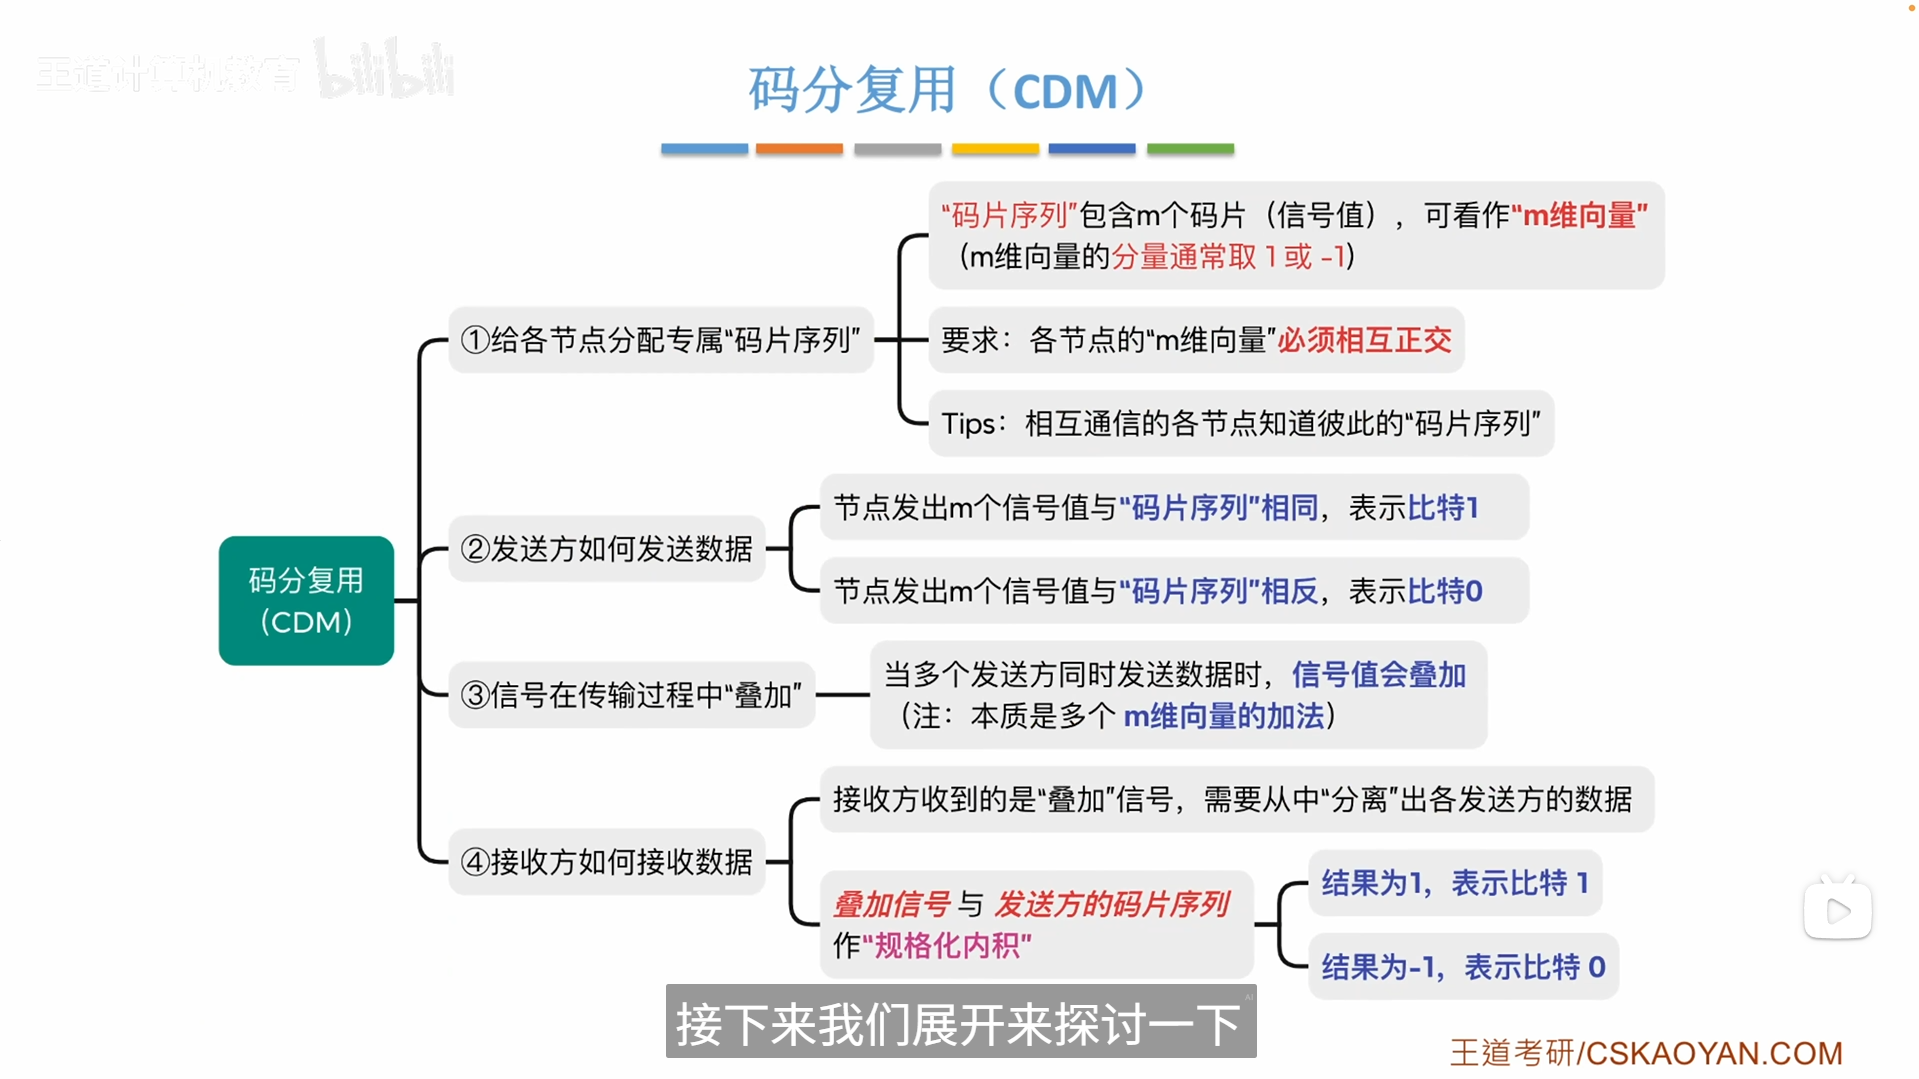 王道计算机教育 bilibili
码分复用（CDM）
“码片序列”包含m个码片（信号值），可看作“m维向量”
（m维向量的分量通常取 1 或 -1）
①给各节点分配专属“码片序列”
要求：各节点的“m维向量”必须相互正交
Tips：相互通信的各节点知道彼此的“码片序列”
节点发出m个信号值与“码片序列”相同，表示比特1
②发送方如何发送数据
节点发出m个信号值与“码片序列”相反，表示比特0
码分复用
（CDM）
③信号在传输过程中“叠加”
当多个发送方同时发送数据时，信号值会叠加
（注：本质是多个 m维向量的加法）
接收方收到的是“叠加”信号，需要从中“分离”出各发送方的数据
④接收方如何接收数据
叠加信号 与 发送方的码片序列
作“规格化内积”
结果为1，表示比特 1
结果为-1，表示比特 0
接下来我们展开来探讨一下
AI
王道考研/CSKAOYAN.COM